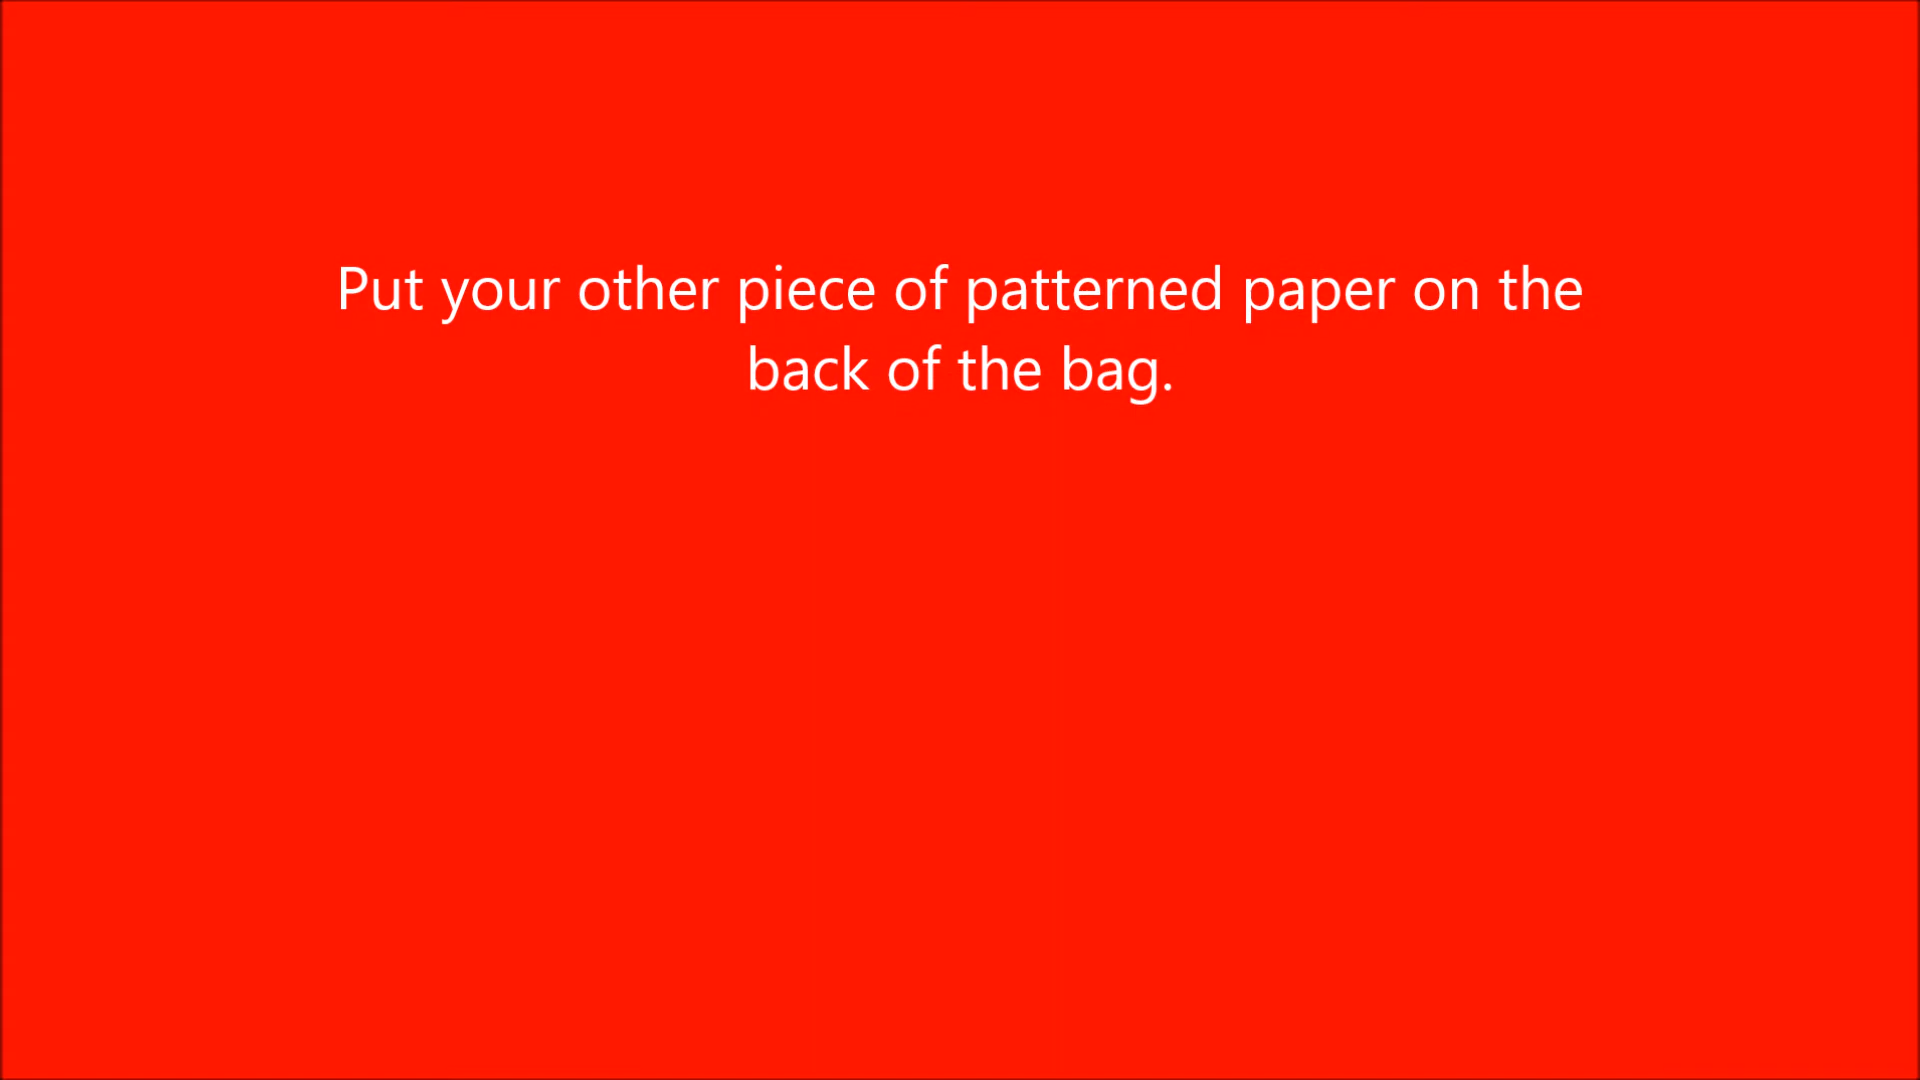 Put your other piece of patterned paper on the
back of the bag.